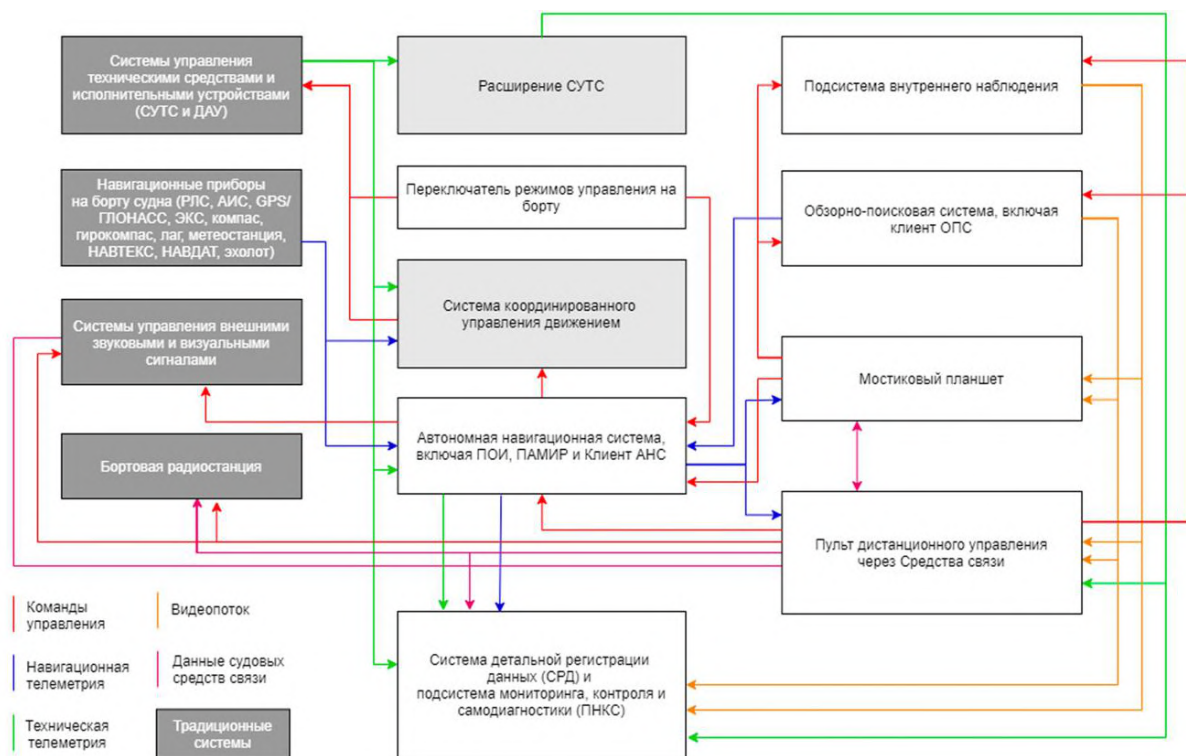 Системы управления
техническими средствами и
исполнительными устройствами
(СУТС и ДАУ)
Расширение СУТС
Подсистема внутреннего наблюдения
Навигационные приборы
на борту судна (РЛС, АИС, GPS/
ГЛОНАСС, ЭКС, компас,
гирокомпас, лаг, метеостанция,
НАВТЕКС, НАВДАТ, эхолот)
Переключатель режимов управления на
борту
Обзорно-поисковая система, включая
клиент ОПС
Системы управления внешними
звуковыми и визуальными
сигналами
Система координированного
управления движением
Мостиковый планшет
Бортовая радиостанция
Автономная навигационная система,
включая ПОИ, ПАМИР и Клиент АНС
Пульт дистанционного управления
через Средства связи
Система детальной регистрации
данных (СРД) и
подсистема мониторинга, контроля и
самодиагностики (ПНКС)
Команды
управления
Видеопоток
Навигационная
телеметрия
Данные судовых
средств связи
Техническая
телеметрия
Традиционные
системы